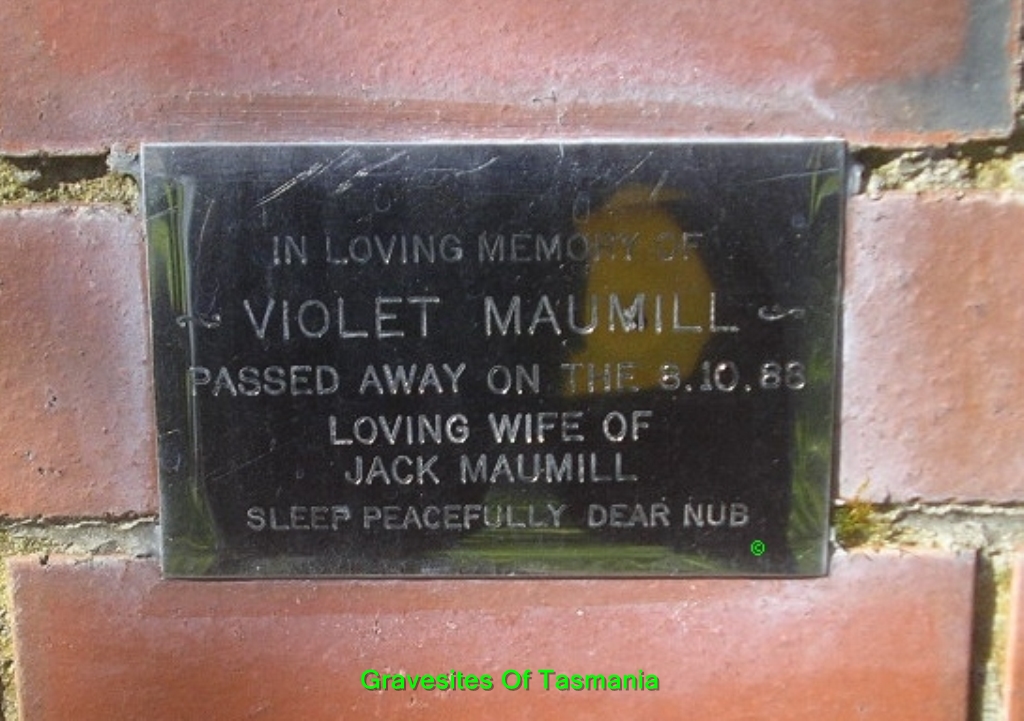 IN LOVING MEMORY OF
~ VIOLET MAUMILL ~
PASSED AWAY ON THE 8.10.88
LOVING WIFE OF
JACK MAUMILL
SLEEP PEACEFULLY DEAR NUB
©
Gravesites Of Tasmania